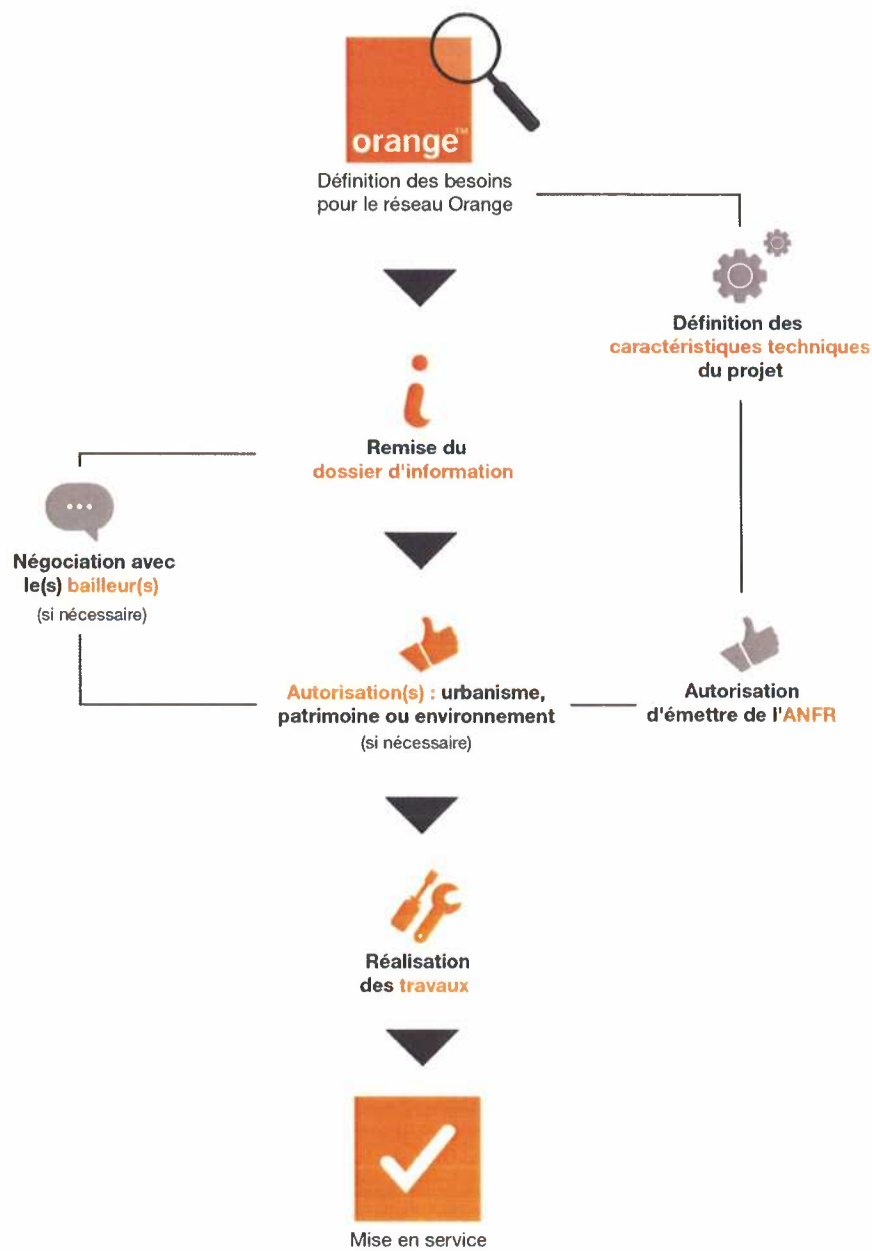 orange™
Définition des besoins
pour le réseau Orange
Définition des
caractéristiques techniques
du projet
Remise du
dossier d'information
Négociation avec
le(s) bailleur(s)
(si nécessaire)
Autorisation(s) : urbanisme,
patrimoine ou environnement
(si nécessaire)
Autorisation
d'émettre de l'ANFR
Réalisation
des travaux
Mise en service